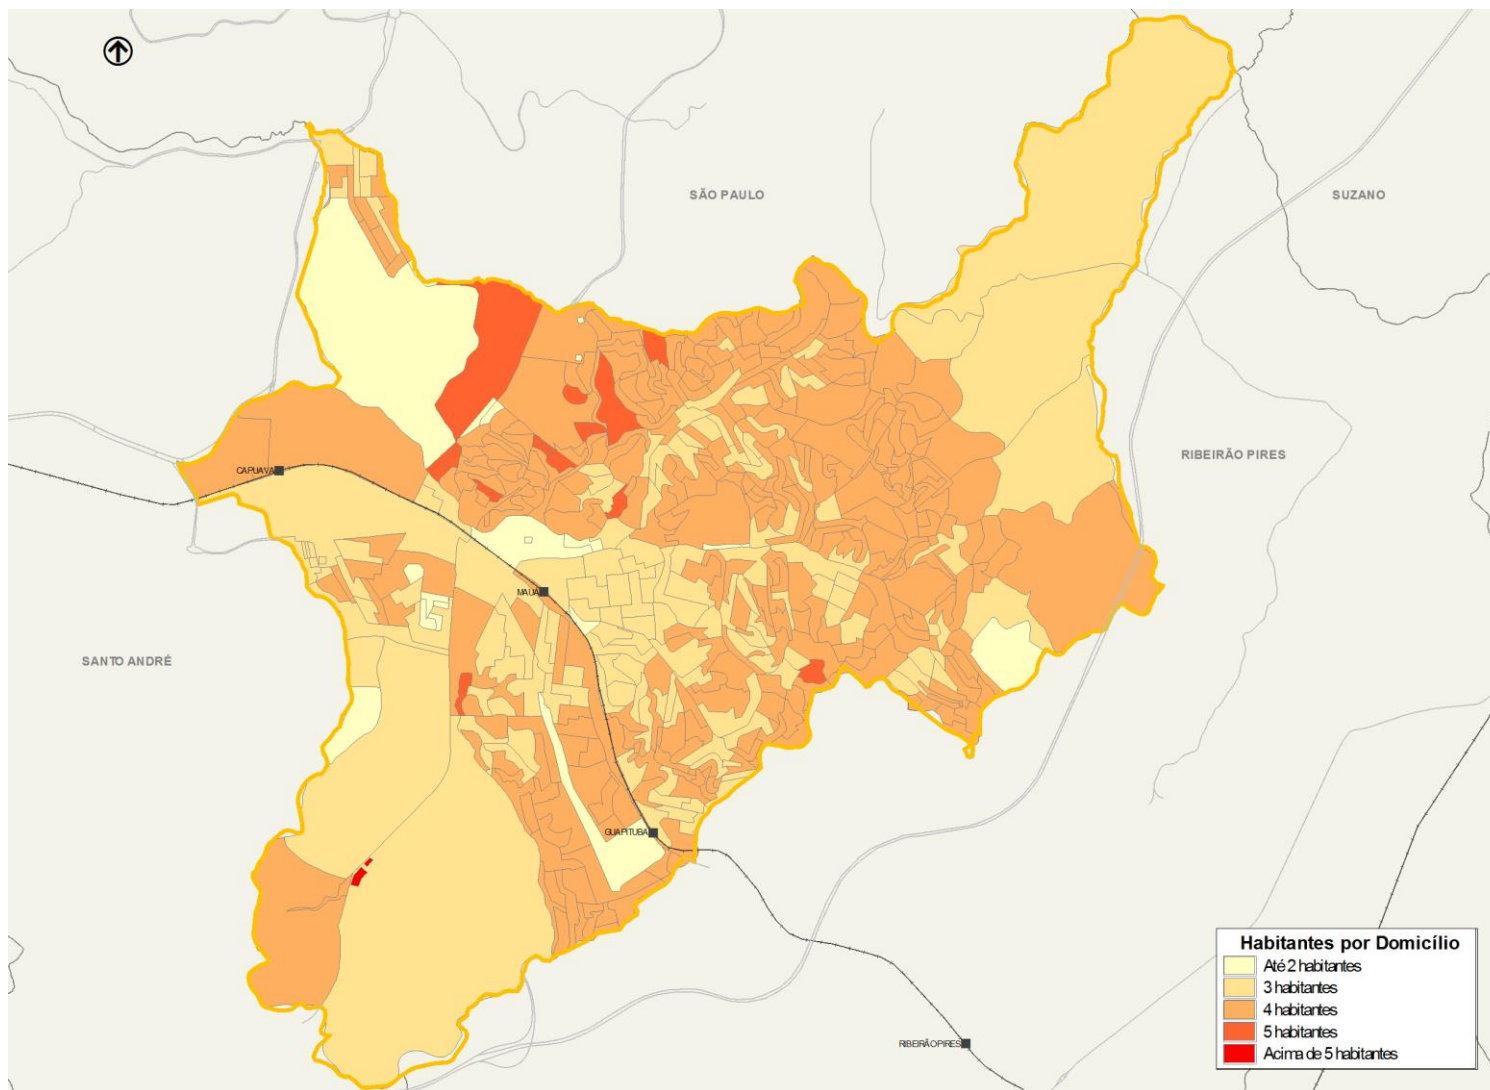 SÃO PAULO
SUZANO
RIBEIRÃO PIRES
CAPUAVA
MAUÁ
SANTO ANDRÉ
GUAPITUBA
RIBEIRÃO PIRES
Habitantes por Domicílio
Até 2 habitantes
3 habitantes
4 habitantes
5 habitantes
Acima de 5 habitantes